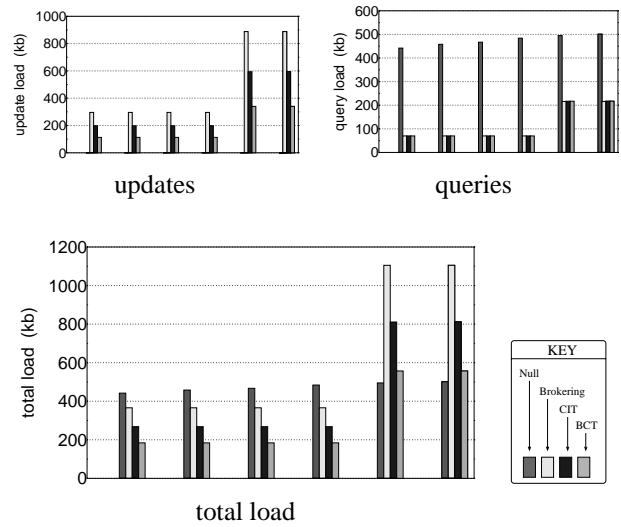 1000
800
600
400
200
0
update load (kb)
updates
600
500
400
300
200
100
0
query load (kb)
queries
1200
1000
800
600
400
200
0
total load (kb)
total load
KEY
Null
Brokering
CIT
BCT